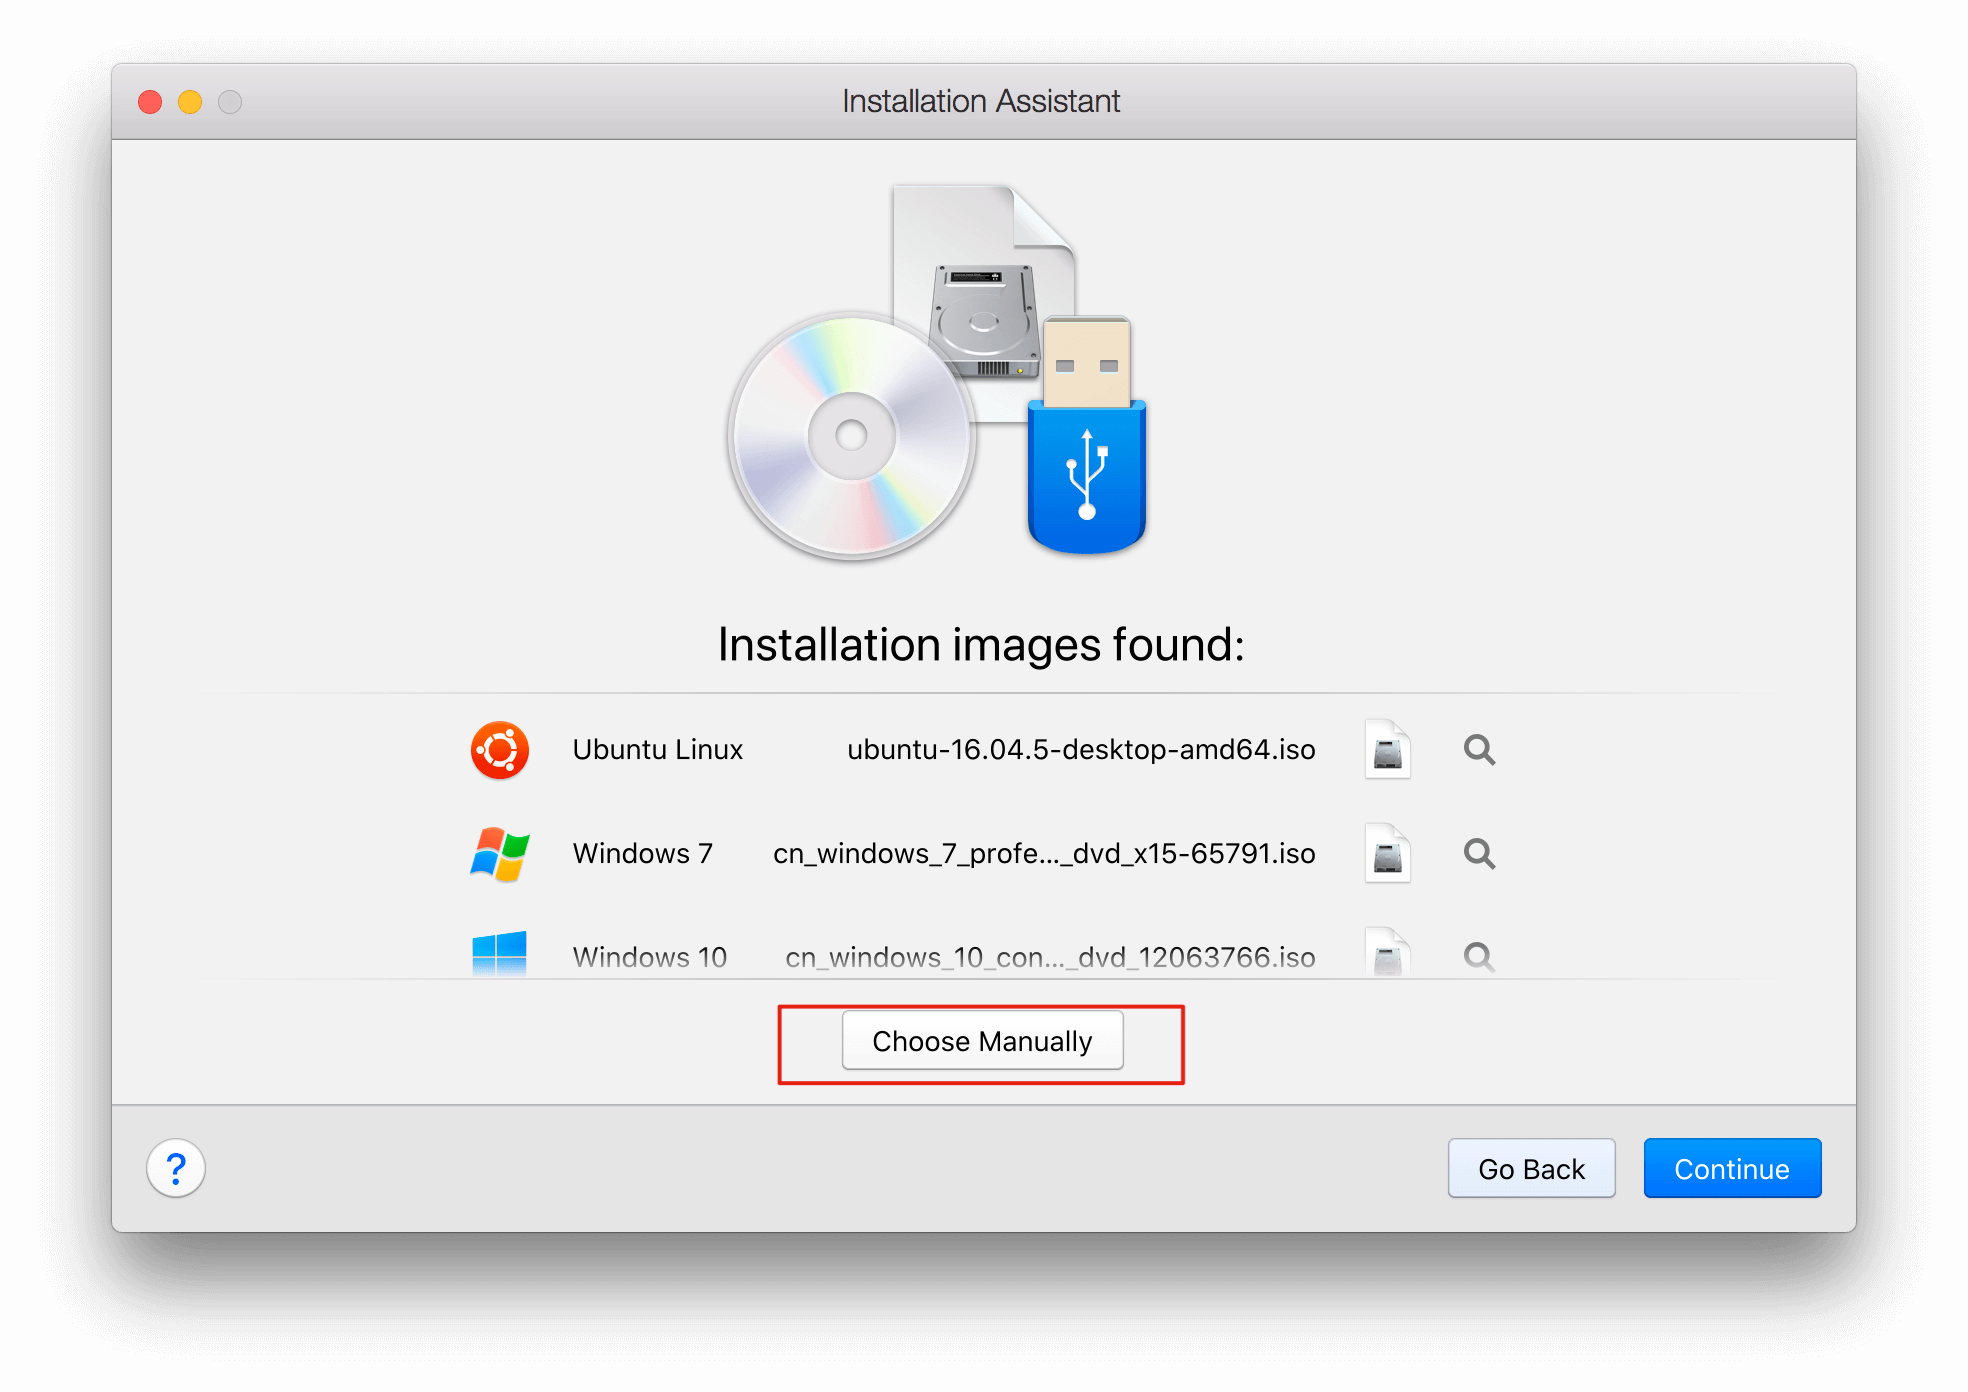 Installation Assistant
Installation images found:
Ubuntu Linux ubuntu-16.04.5-desktop-amd64.iso
Windows 7 cn_windows_7_profe..._dvd_x15-65791.iso
Windows 10 cn_windows_10_con..._dvd_12063766.iso
Choose Manually
? Go Back Continue